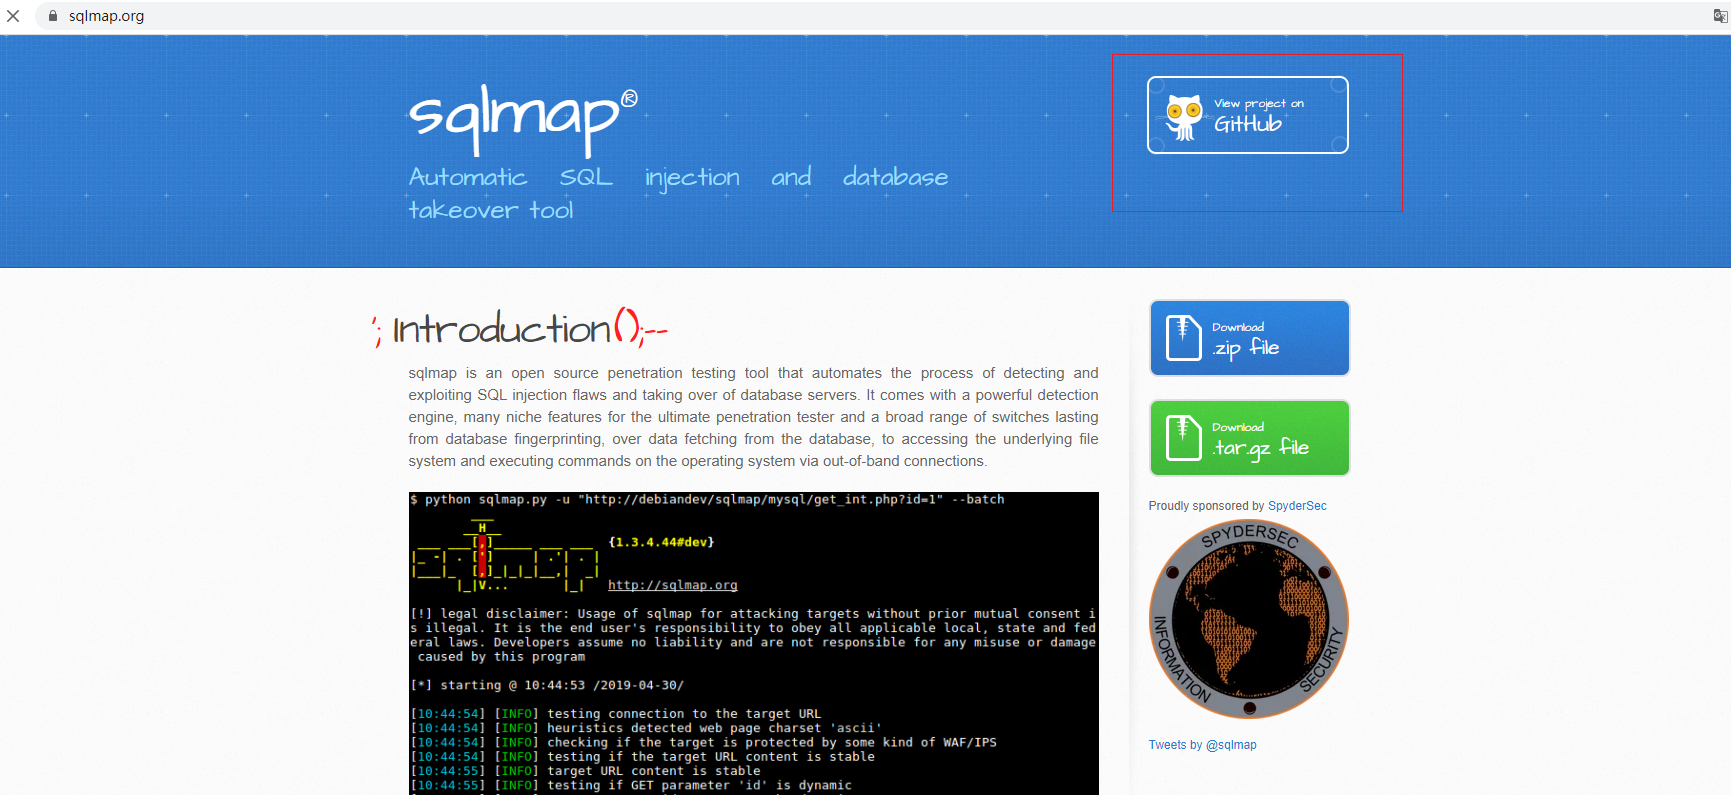 sqlmap.org
sqlmap®
Automatic SQL injection and database
takeover tool
View project on
GitHub
'; Introduction();--
sqlmap is an open source penetration testing tool that automates the process of detecting and
exploiting SQL injection flaws and taking over of database servers. It comes with a powerful detection
engine, many niche features for the ultimate penetration tester and a broad range of switches lasting
from database fingerprinting, over data fetching from the database, to accessing the underlying file
system and executing commands on the operating system via out-of-band connections.
$ python sqlmap.py -u "http://debiandev/sqlmap/mysql/get_int.php?id=1" --batch
{1.3.4.44#dev}
http://sqlmap.org
[!] legal disclaimer: Usage of sqlmap for attacking targets without prior mutual consent i
s illegal. It is the end user's responsibility to obey all applicable local, state and fed
eral laws. Developers assume no liability and are not responsible for any misuse or damage
caused by this program
[*] starting @ 10:44:53 /2019-04-30/
[10:44:54] [INFO] testing connection to the target URL
[10:44:54] [INFO] heuristics detected web page charset 'ascii'
[10:44:54] [INFO] checking if the target is protected by some kind of WAF/IPS
[10:44:54] [INFO] testing if the target URL content is stable
[10:44:55] [INFO] target URL content is stable
[10:44:55] [INFO] testing if GET parameter 'id' is dynamic
Download
.zip file
Download
.tar.gz file
Proudly sponsored by SpyderSec
SPYDERSEC
INFORMATION
SECURITY
Tweets by @sqlmap